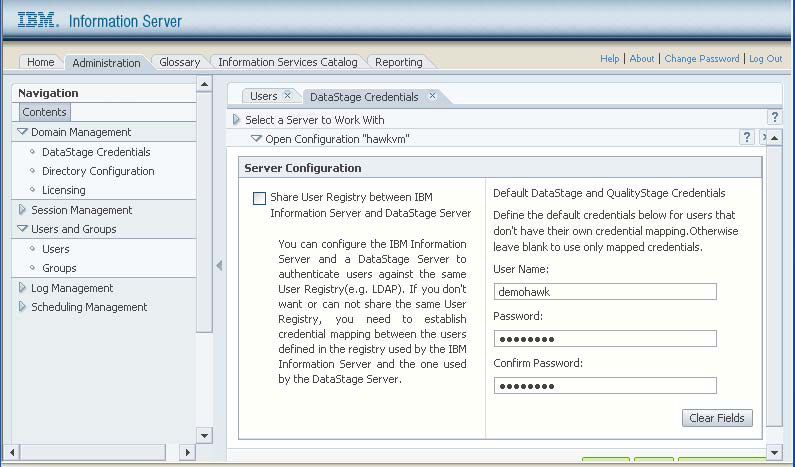 IBM. Information Server
Home
Administration
Glossary
Information Services Catalog
Reporting
Help | About | Change Password | Log Out
Navigation
Contents
Domain Management
DataStage Credentials
Directory Configuration
Licensing
Session Management
Users and Groups
Users
Groups
Log Management
Scheduling Management
Users
DataStage Credentials
Select a Server to Work With
?
Open Configuration "hawkvm"
?
Server Configuration
Share User Registry between IBM
Information Server and DataStage Server
You can configure the IBM Information
Server and a DataStage Server to
authenticate users against the same
User Registry(e.g. LDAP). If you don't
want or can not share the same User
Registry, you need to establish
credential mapping between the users
defined in the registry used by the IBM
Information Server and the one used
by the DataStage Server.
Default DataStage and QualityStage Credentials
Define the default credentials below for users that
don't have their own credential mapping.Otherwise
leave blank to use only mapped credentials.
User Name:
demohawk
Password:
●●●●●●●●
Confirm Password:
●●●●●●●●
Clear Fields